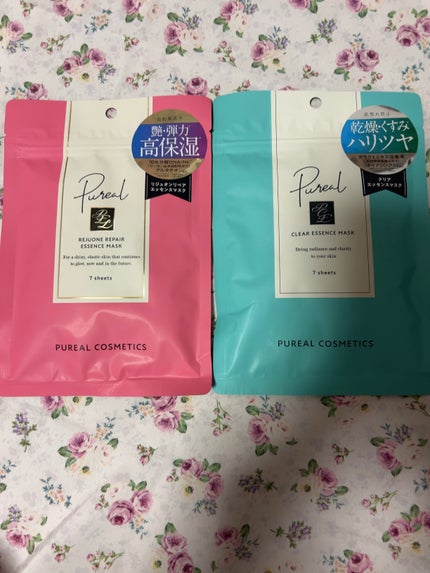 艶・弾力
高保湿
リジュオンリペア
エッセンスマスク
Pureal
REJUONE REPAIR
ESSENCE MASK
For a shiny, elastic skin that continues
to glow, now and in the future.
7 sheets
PUREAL COSMETICS
乾燥・くすみ
ハリツヤ
クリア
エッセンスマスク
Pureal
CLEAR ESSENCE MASK
Bring radiance and clarity
to your skin
7 sheets
PUREAL COSMETICS